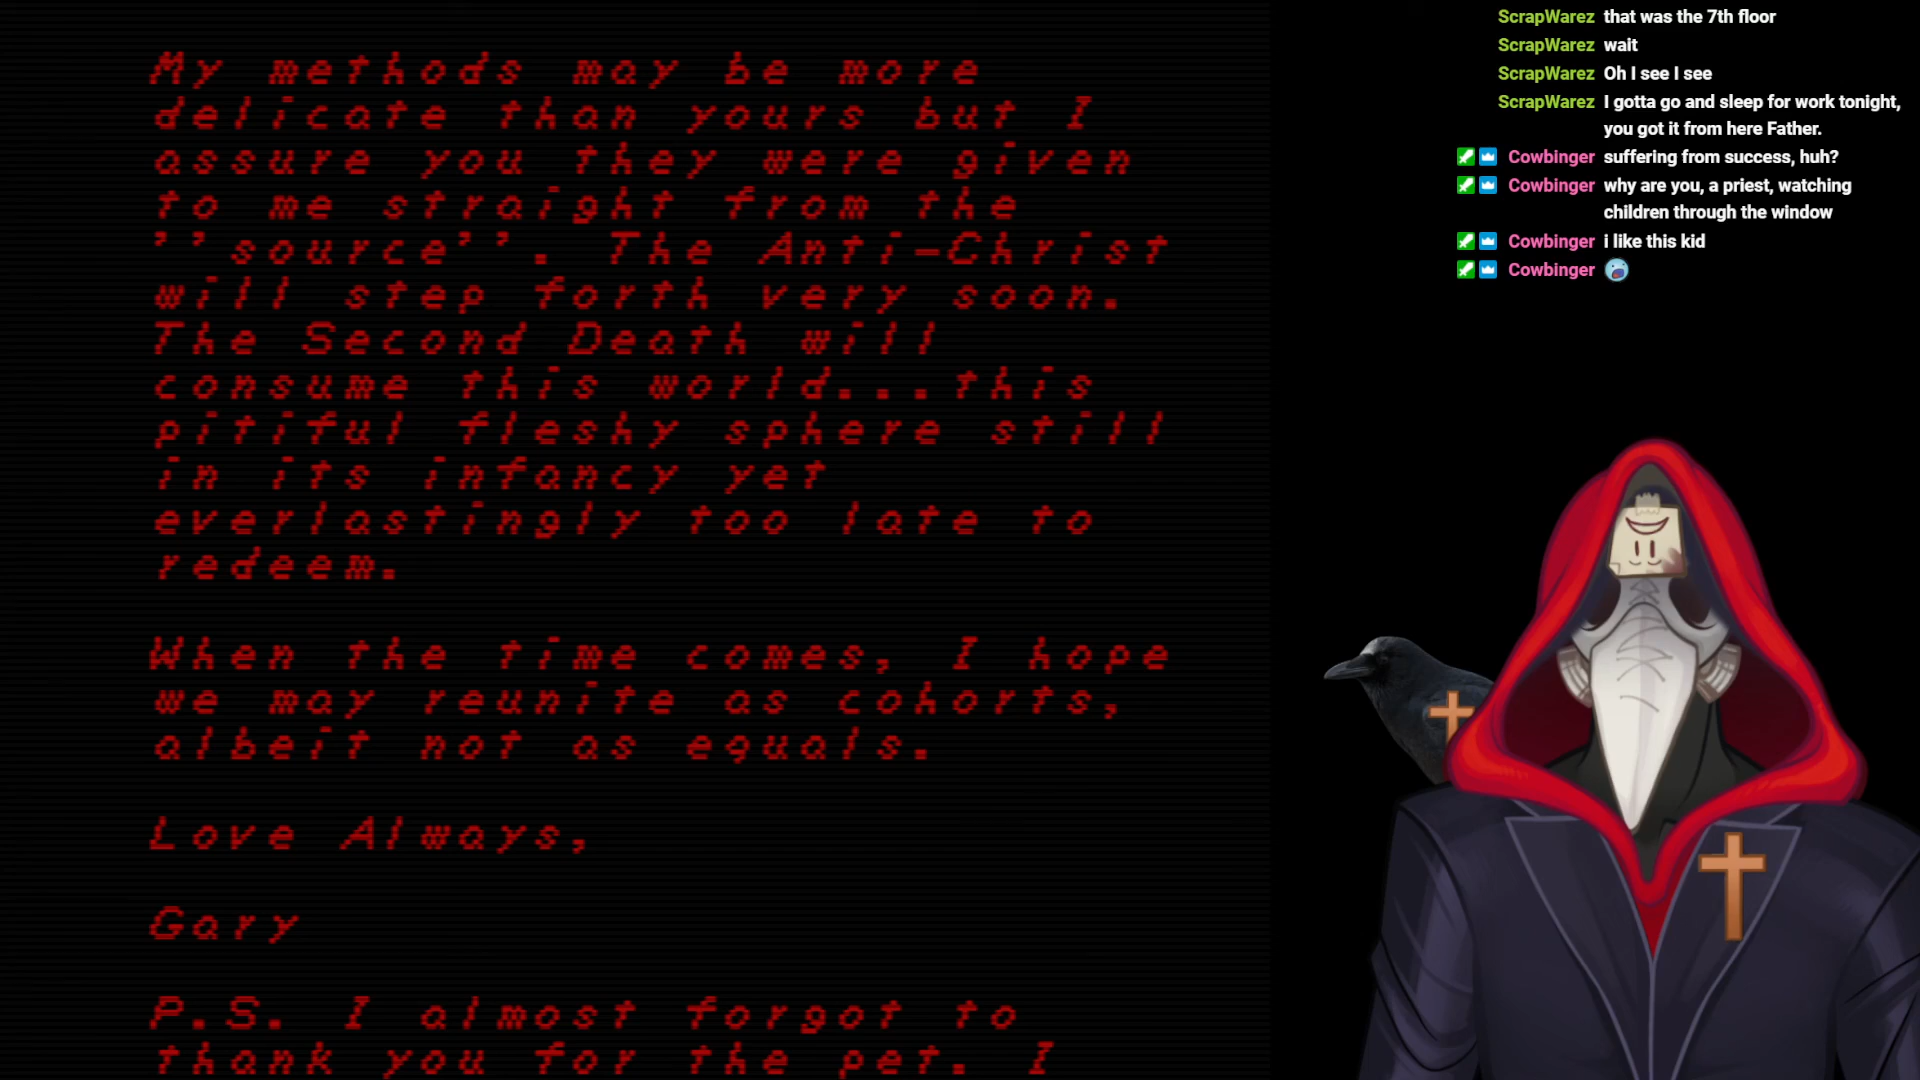 My methods may be more
delicate than yours but I
assure you they were given
to me straight from the
''source''. The Anti-Christ
will step forth very soon.
The Second Death will
consume this world...this
pitiful fleshy sphere still
in its infancy yet
everlastingly too late to
redeem.
When the time comes, I hope
we may reunite as cohorts,
albeit not as equals.
Love Always,
Gary
P.S. I almost forgot to
thank you for the pet. I
ScrapWarez that was the 7th floor
ScrapWarez wait
ScrapWarez Oh I see I see
ScrapWarez I gotta go and sleep for work tonight,
you got it from here Father.
Cowbinger suffering from success, huh?
Cowbinger why are you, a priest, watching
children through the window
Cowbinger i like this kid
Cowbinger